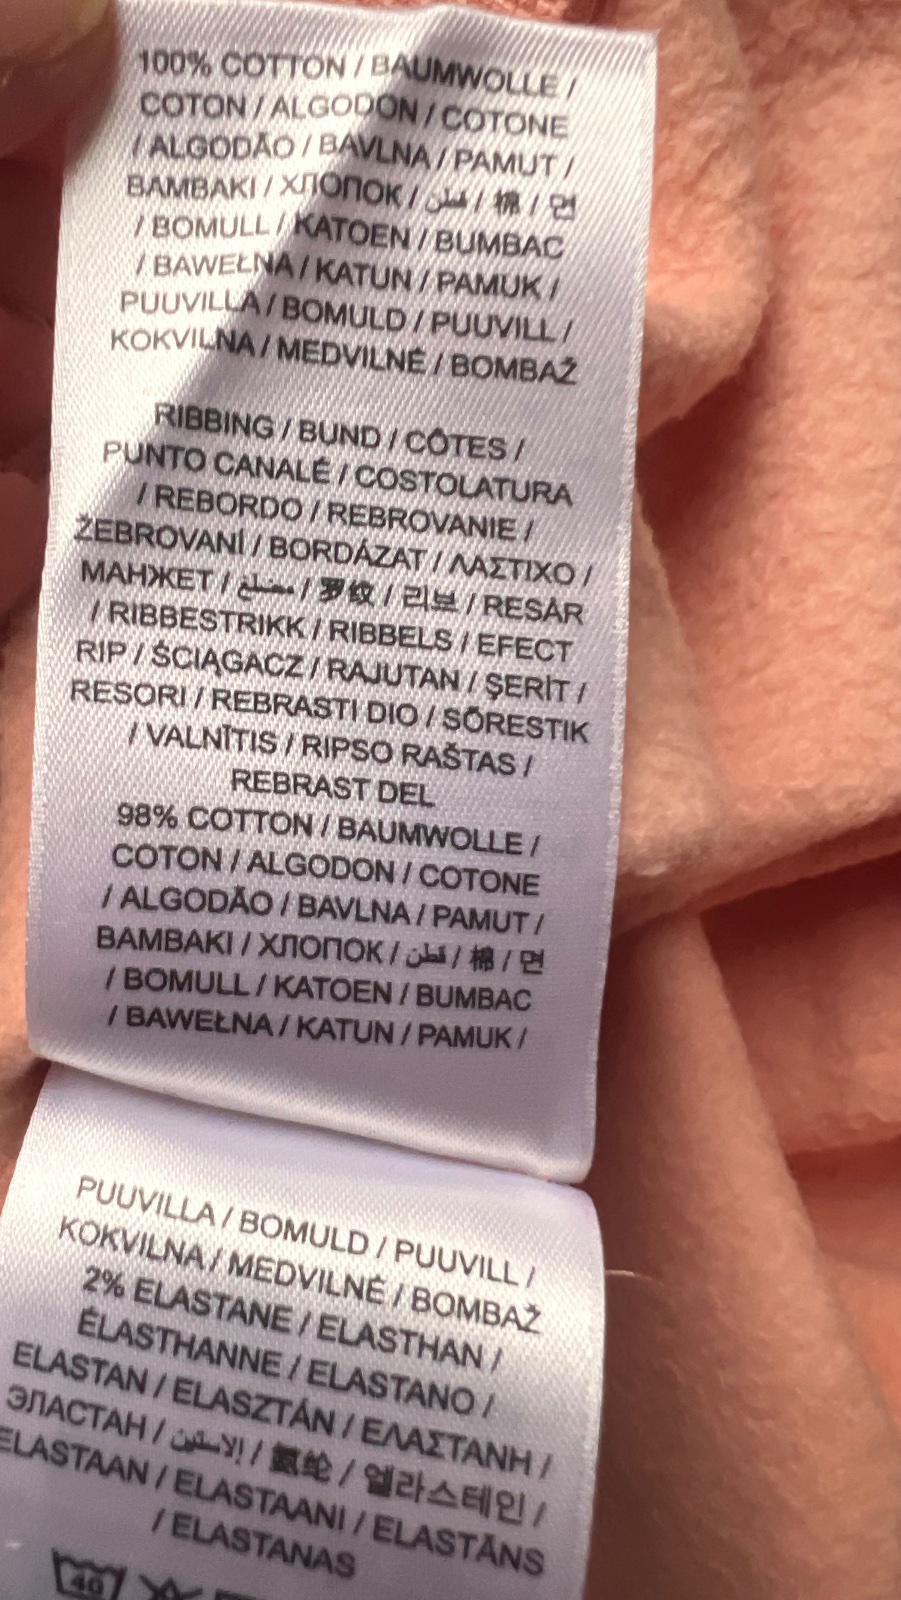 100% COTTON / BAUMWOLLE /
COTON / ALGODON / COTONE
/ ALGODÃO / BAVLNA / PAMUT /
BAMBAKI / ХЛОПОК / قطن / 棉 / 면
/ BOMULL / KATOEN / BUMBAC
/ BAWEŁNA / KATUN / PAMUK /
PUUVILLA / BOMULD / PUUVILL /
KOKVILNA / MEDVILNĖ / BOMBAŽ
RIBBING / BUND / CÔTES /
PUNTO CANALÉ / COSTOLATURA
/ REBORDO / REBROVANIE /
ŽEBROVANÍ / BORDÁZAT / ΛΑΣΤΙΧΟ /
МАНЖЕТ / مضلع / 罗纹 / 리브 / RESÅR
/ RIBBESTRIKK / RIBBELS / EFECT
RIP / ŚCIĄGACZ / RAJUTAN / ŞERİT /
RESORI / REBRASTI DIO / SÕRESTIK
/ VALNĪTIS / RIPSO RAŠTAS /
REBRAST DEL
98% COTTON / BAUMWOLLE /
COTON / ALGODON / COTONE
/ ALGODÃO / BAVLNA / PAMUT /
BAMBAKI / ХЛОПОК / قطن / 棉 / 면
/ BOMULL / KATOEN / BUMBAC
/ BAWEŁNA / KATUN / PAMUK /
PUUVILLA / BOMULD / PUUVILL /
KOKVILNA / MEDVILNĖ / BOMBAŽ
2% ELASTANE / ELASTHAN /
ÉLASTHANNE / ELASTANO /
ELASTAN / ELASZTÁN / ΕΛΑΣΤΑΝΗ /
ЭЛАСТАН / الاستين / 氨纶 / 엘라스테인 /
ELASTAAN / ELASTAANI / ELASTĀNS
/ ELASTANAS
40